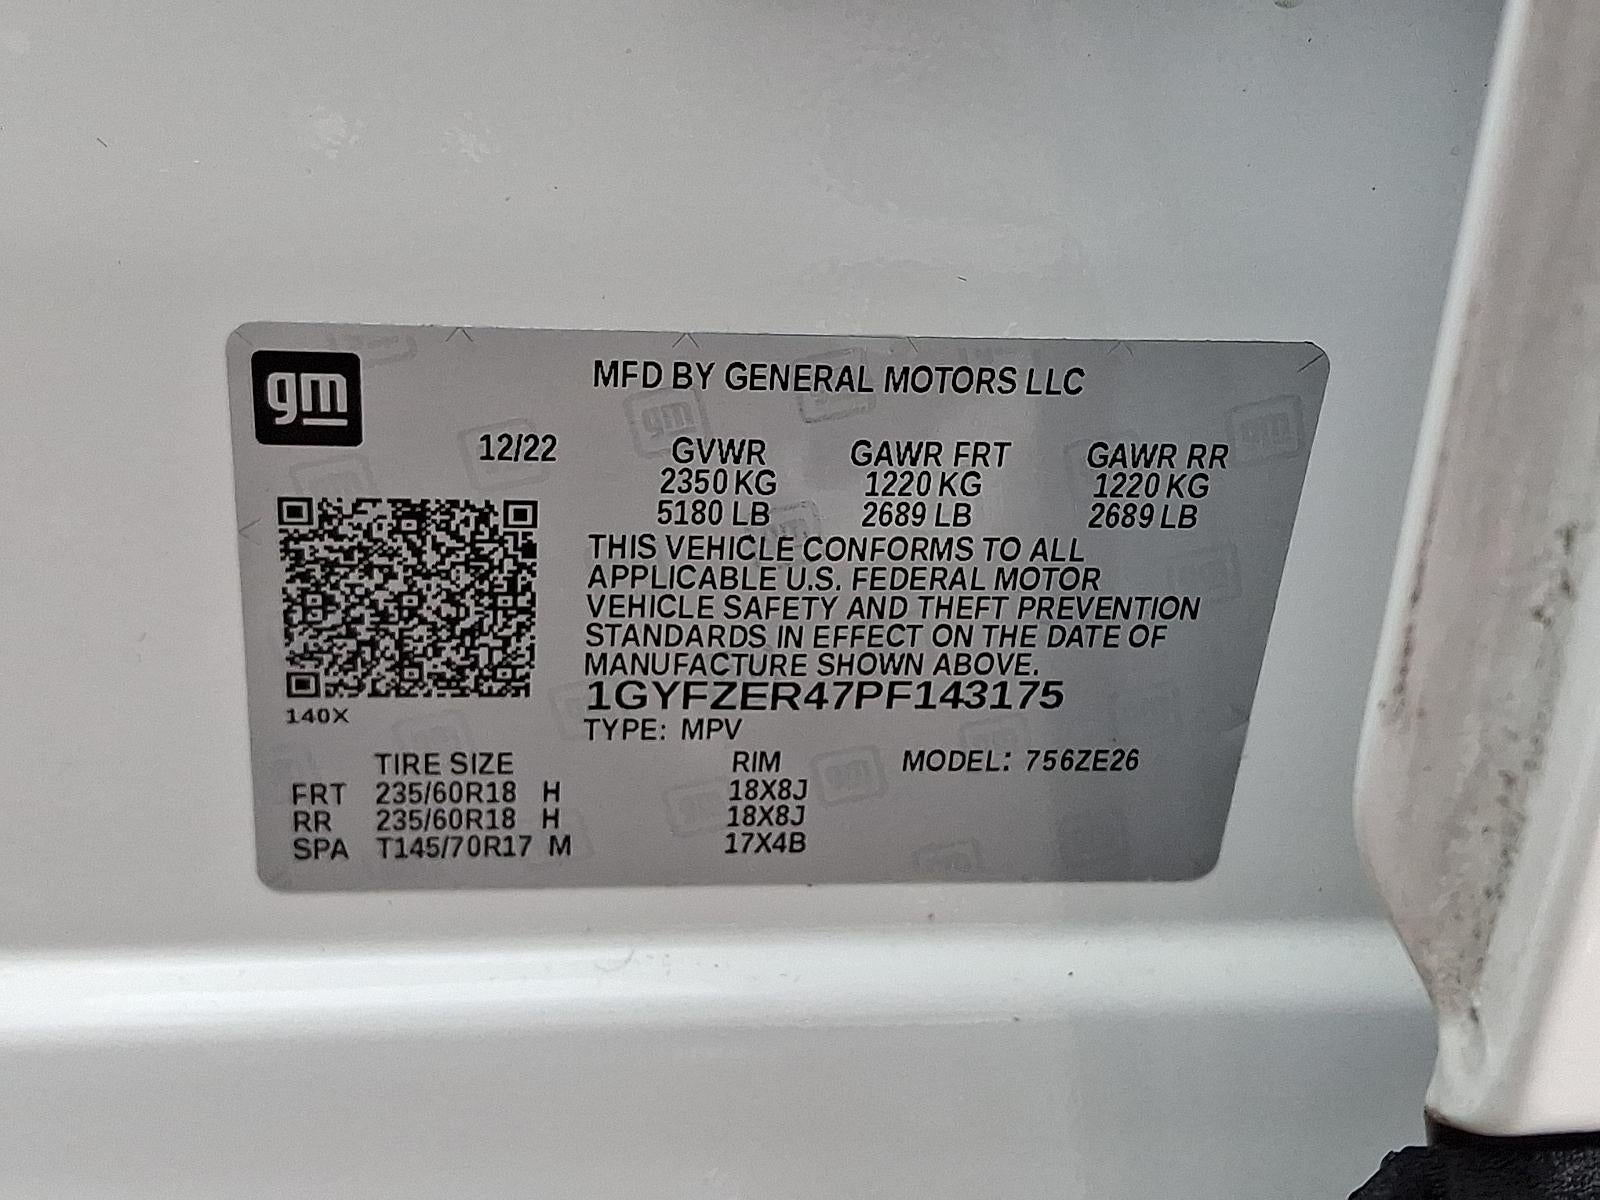 gm
MFD BY GENERAL MOTORS LLC
12/22 GVWR GAWR FRT GAWR RR
2350 KG 1220 KG 1220 KG
5180 LB 2689 LB 2689 LB
THIS VEHICLE CONFORMS TO ALL
APPLICABLE U.S. FEDERAL MOTOR
VEHICLE SAFETY AND THEFT PREVENTION
STANDARDS IN EFFECT ON THE DATE OF
MANUFACTURE SHOWN ABOVE.
1GYFZER47PF143175
140X
TYPE: MPV
TIRE SIZE RIM MODEL: 756ZE26
FRT 235/60R18 H 18X8J
RR 235/60R18 H 18X8J
SPA T145/70R17 M 17X4B